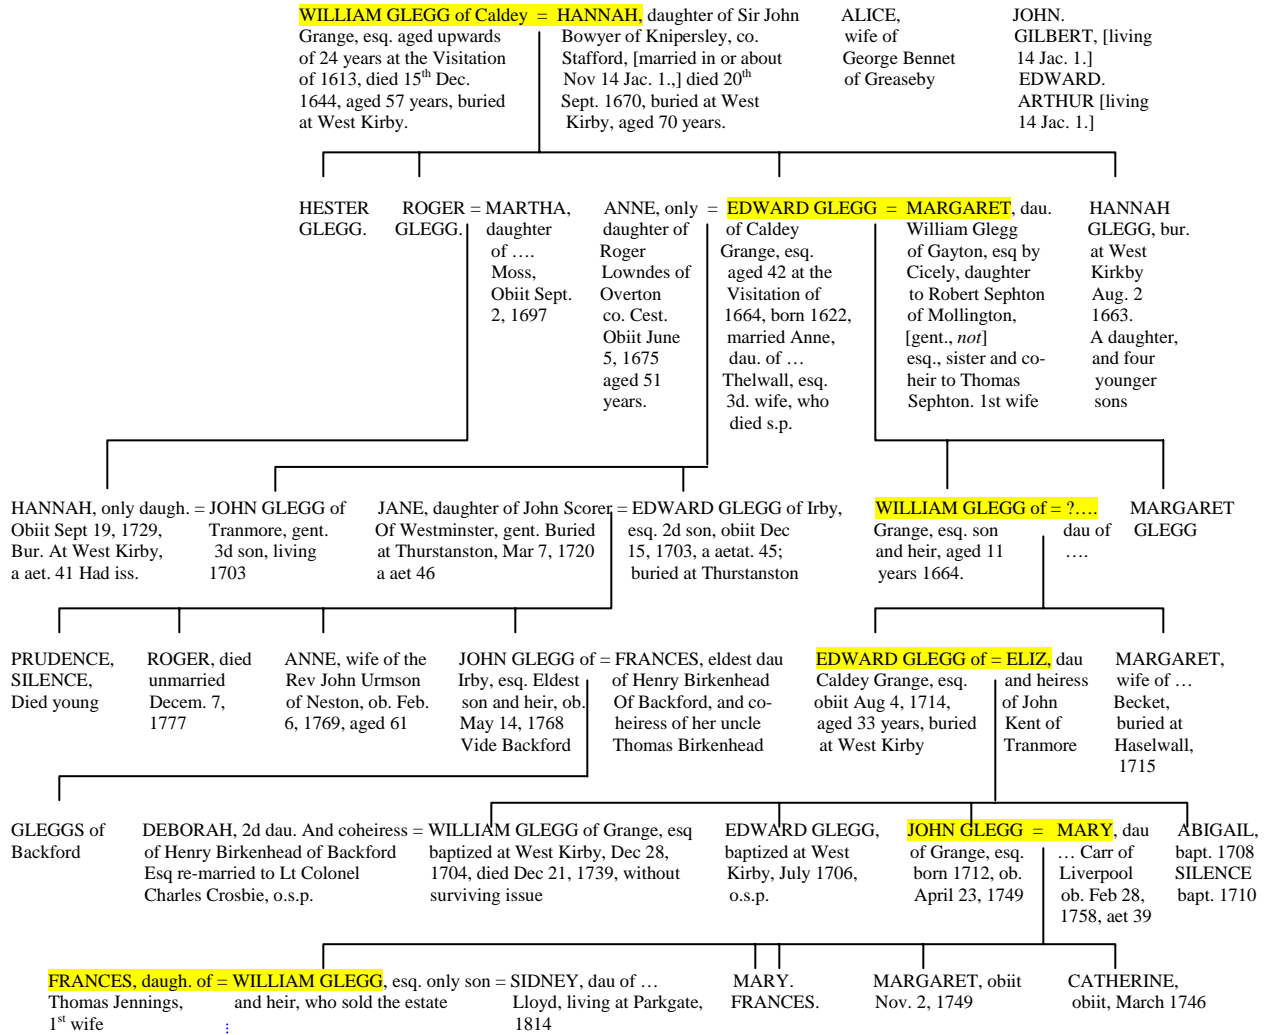 WILLIAM GLEGG of Caldey = HANNAH, daughter of Sir John
Grange, esq. aged upwards
of 24 years at the Visitation
of 1613, died 15th Dec.
1644, aged 57 years, buried
at West Kirby.
Bowyer of Knipersley, co.
Stafford, [married in or about
Nov 14 Jac. 1.,] died 20th
Sept. 1670, buried at West
Kirby, aged 70 years.
ALICE,
wife of
George Bennet
of Greaseby
JOHN.
GILBERT, [living
14 Jac. 1.]
EDWARD.
ARTHUR [living
14 Jac. 1.]
HESTER
GLEGG.
ROGER = MARTHA,
GLEGG.
daughter
of ….
Moss,
Obiit Sept.
2, 1697
ANNE, only = EDWARD GLEGG = MARGARET, dau.
daughter of
Roger
Lowndes of
Overton
co. Cest.
Obiit June
5, 1675
aged 51
years.
of Caldey
Grange, esq.
aged 42 at the
Visitation of
1664, born 1622,
married Anne,
dau. of …
Thelwall, esq.
3d. wife, who
died s.p.
William Glegg
of Gayton, esq by
Cicely, daughter
to Robert Sephton
of Mollington,
[gent., not]
esq., sister and co-
heir to Thomas
Sephton. 1st wife
HANNAH
GLEGG, bur.
at West
Kirkby
Aug. 2
1663.
A daughter,
and four
younger
sons
HANNAH, only daugh. = JOHN GLEGG of
Obiit Sept 19, 1729,
Bur. At West Kirby,
a aet. 41 Had iss.
Tranmore, gent.
3d son, living
1703
JANE, daughter of John Scorer = EDWARD GLEGG of Irby,
Of Westminster, gent. Buried
at Thurstanston, Mar 7, 1720
a aet 46
esq. 2d son, obiit Dec
15, 1703, a aetat. 45;
buried at Thurstanston
WILLIAM GLEGG of = ?….
Grange, esq. son
and heir, aged 11
years 1664.
dau of
….
MARGARET
GLEGG
PRUDENCE,
SILENCE,
Died young
ROGER, died
unmarried
Decem. 7,
1777
ANNE, wife of the
Rev John Urmson
of Neston, ob. Feb.
6, 1769, aged 61
JOHN GLEGG of = FRANCES, eldest dau
Irby, esq. Eldest
son and heir, ob.
May 14, 1768
Vide Backford
of Henry Birkenhead
Of Backford, and co-
heiress of her uncle
Thomas Birkenhead
EDWARD GLEGG of = ELIZ, dau
Caldey Grange, esq.
obiit Aug 4, 1714,
aged 33 years, buried
at West Kirby
and heiress
of John
Kent of
Tranmore
MARGARET,
wife of …
Becket,
buried at
Haselwall,
1715
GLEGGS of
Backford
DEBORAH, 2d dau. And coheiress = WILLIAM GLEGG of Grange, esq
of Henry Birkenhead of Backford
Esq re-married to Lt Colonel
Charles Crosbie, o.s.p.
baptized at West Kirby, Dec 28,
1704, died Dec 21, 1739, without
surviving issue
EDWARD GLEGG,
baptized at West
Kirby, July 1706,
o.s.p.
JOHN GLEGG = MARY, dau
of Grange, esq.
born 1712, ob.
April 23, 1749
… Carr of
Liverpool
ob. Feb 28,
1758, aet 39
ABIGAIL,
bapt. 1708
SILENCE
bapt. 1710
FRANCES, daugh. of = WILLIAM GLEGG, esq. only son = SIDNEY, dau of …
Thomas Jennings,
1st wife
and heir, who sold the estate
Lloyd, living at Parkgate,
1814
MARY.
FRANCES.
MARGARET, obiit
Nov. 2, 1749
CATHERINE,
obiit, March 1746